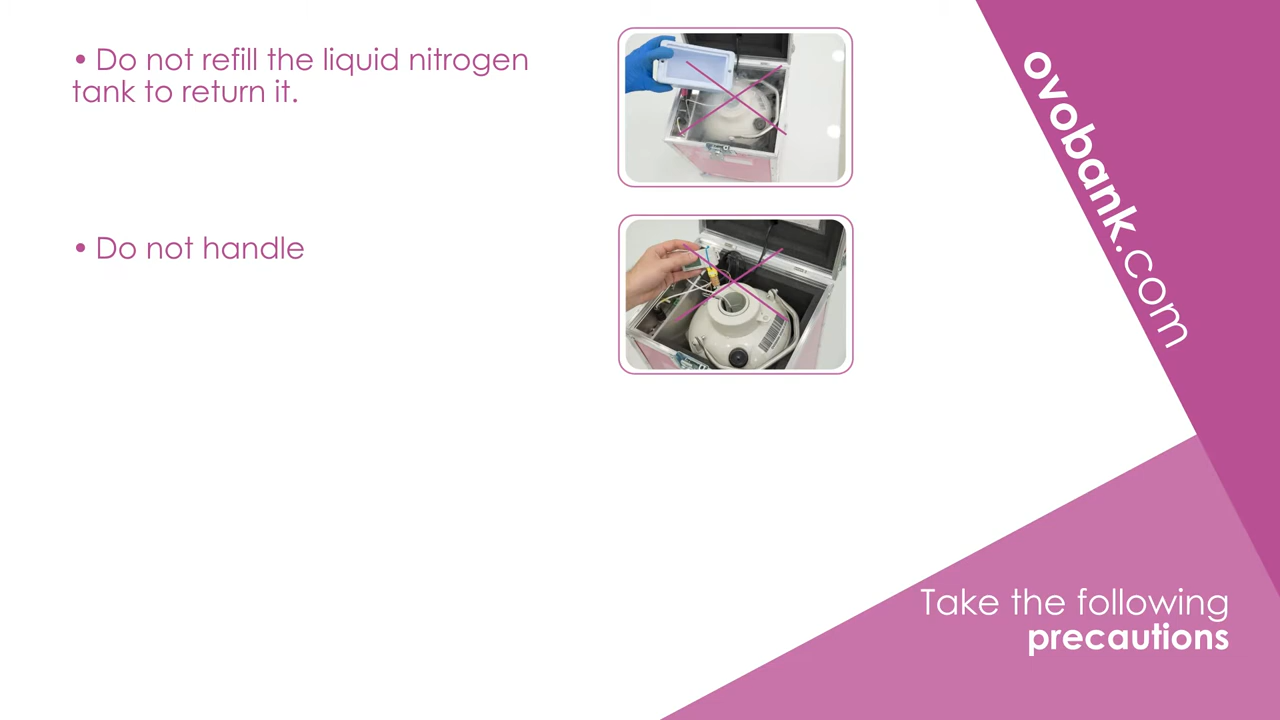 • Do not refill the liquid nitrogen
tank to return it.
• Do not handle
ovobank.com
Take the following
precautions